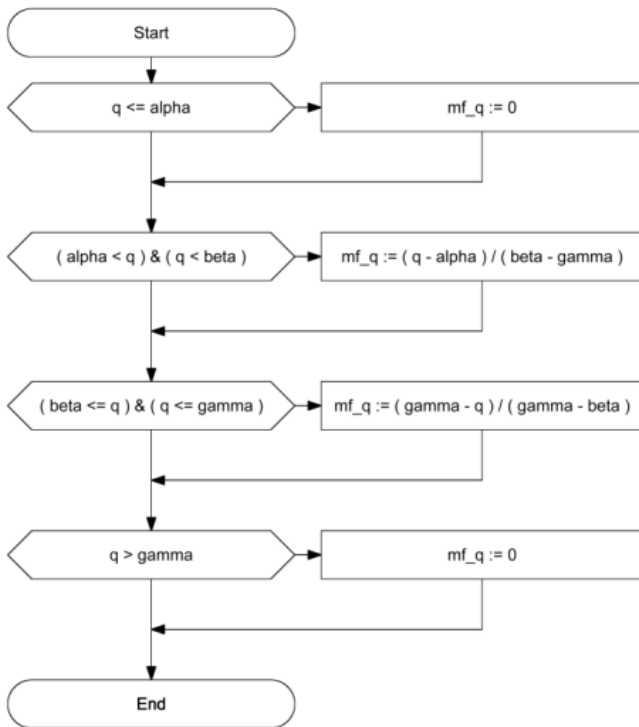 Start
q <= alpha
mf_q := 0
( alpha < q ) & ( q < beta )
mf_q := ( q - alpha ) / ( beta - gamma )
( beta <= q ) & ( q <= gamma )
mf_q := ( gamma - q ) / ( gamma - beta )
q > gamma
mf_q := 0
End